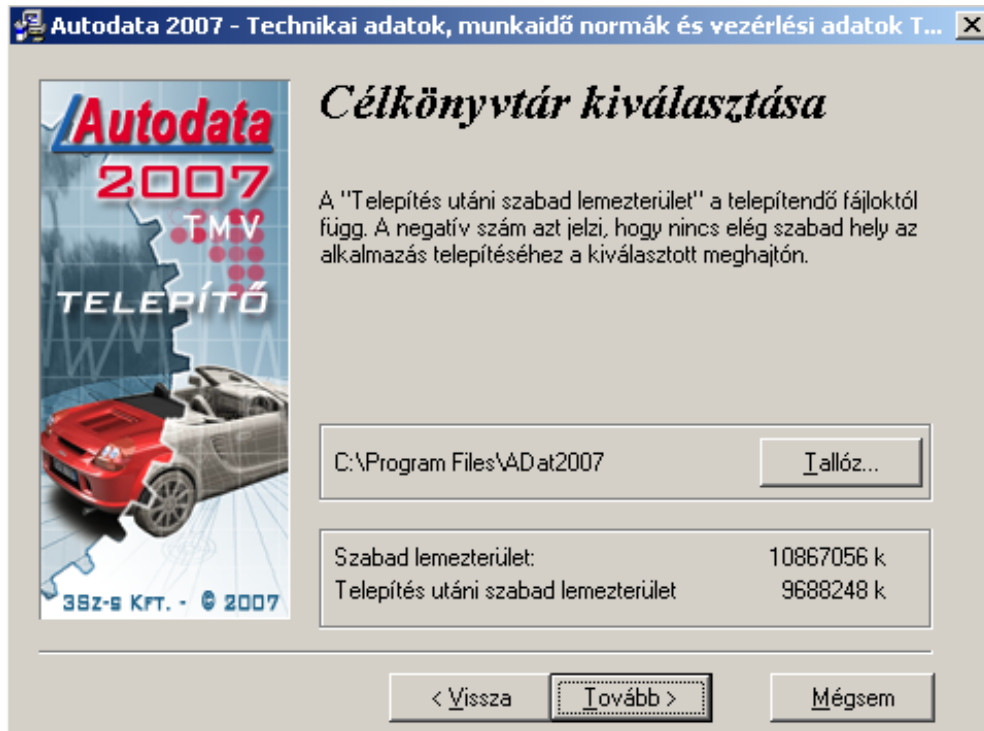 Autodata 2007 - Technikai adatok, munkaidő normák és vezérlési adatok T...
Autodata
2007
TMV
TELEPÍTŐ
3Sz-s Kft. - © 2007
Célkönyvtár kiválasztása
A "Telepítés utáni szabad lemezterület" a telepítendő fájloktól
függ. A negatív szám azt jelzi, hogy nincs elég szabad hely az
alkalmazás telepítéséhez a kiválasztott meghajtón.
C:\Program Files\ADat2007
Tallóz...
Szabad lemezterület: 10867056 k
Telepítés utáni szabad lemezterület 9688248 k
< Vissza
Tovább >
Mégsem